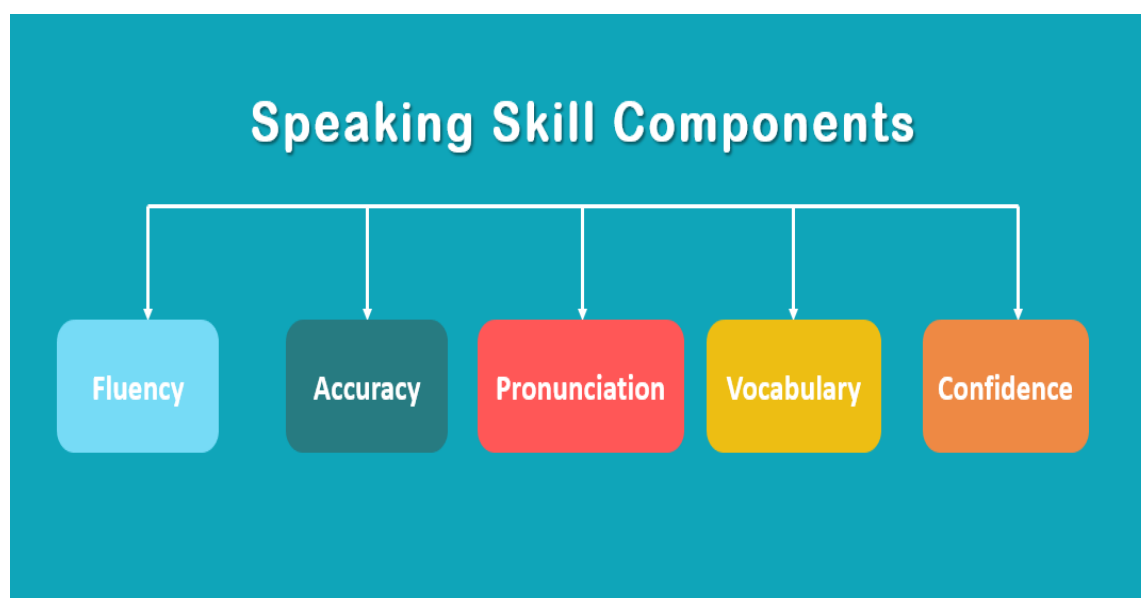 Speaking Skill Components
Fluency
Accuracy
Pronunciation
Vocabulary
Confidence